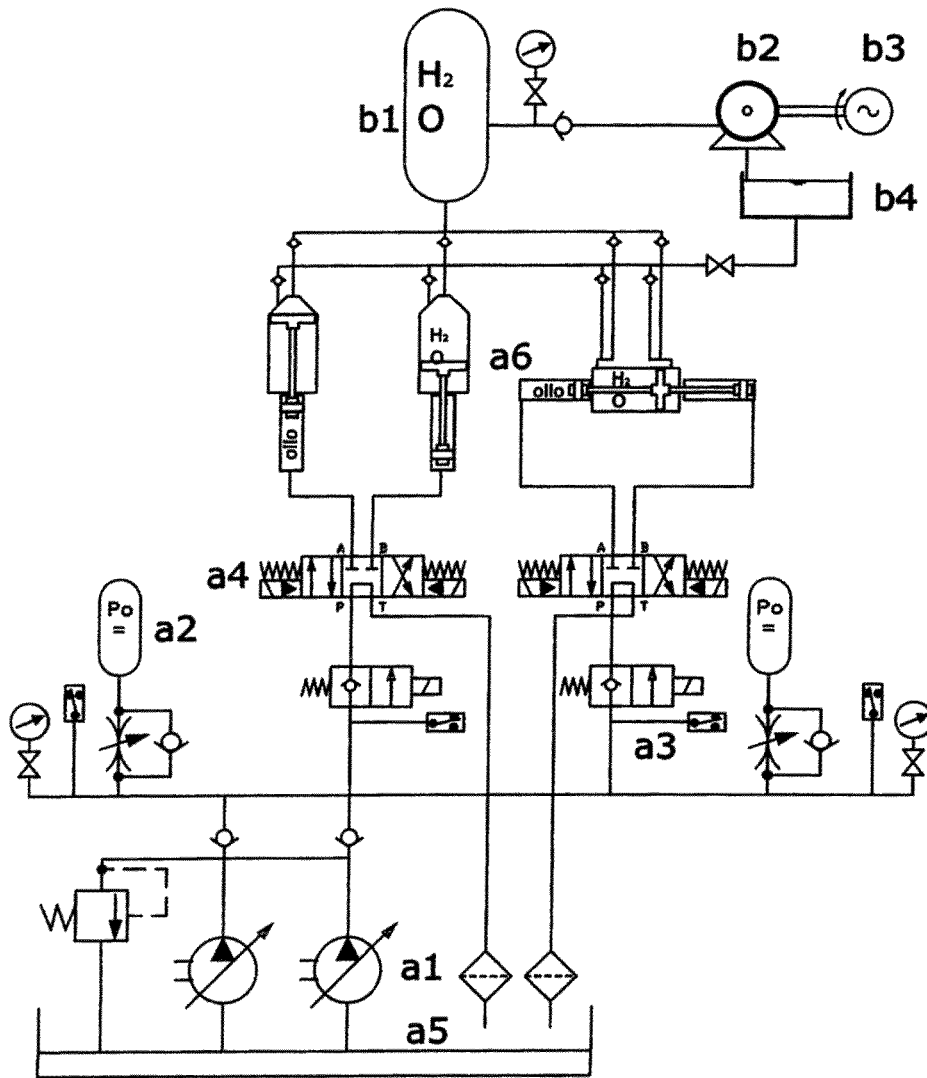 b2
b3
H₂
b1 O
b4
H₂
O
a6
H₂
O
ollo
ollo
A B
A B
a4
P T
P T
Po
=
a2
Po
=
a3
a1
a5